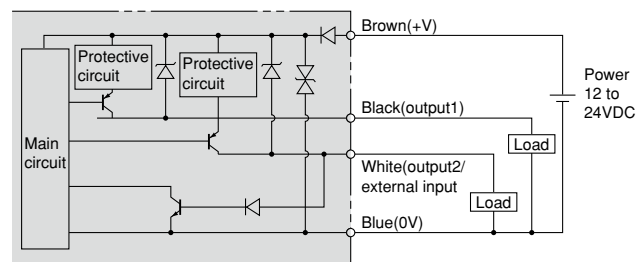 Brown(+V)
Protective
circuit
Protective
circuit
Power
12 to
24VDC
Black(output1)
Main
circuit
Load
White(output2/
external input
Load
Blue(0V)